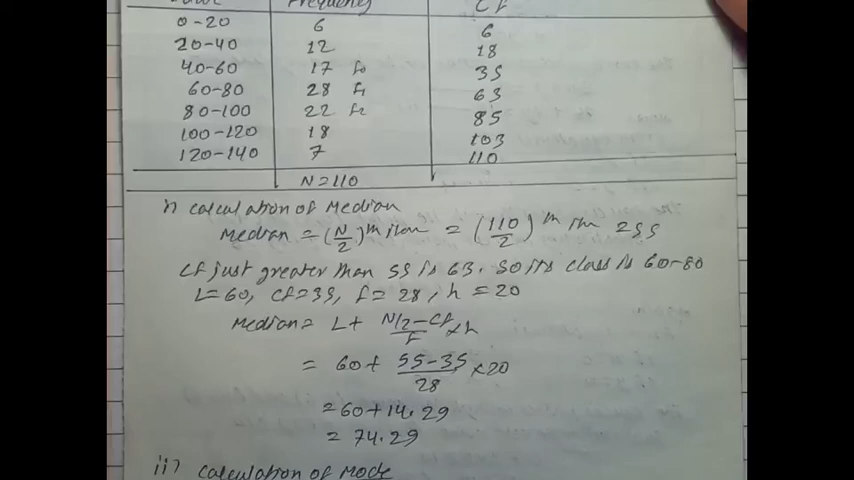 Frequency CF
0-20 6 6
20-40 12 18
40-60 17 f0 35
60-80 28 f1 63
80-100 22 f2 85
100-120 18 103
120-140 7 110
N=110
i) calculation of Median
Median = (N/2)th item = (110/2)th item = 55
CF just greater than 55 is 63. So its class is 60-80
L=60, CF=35, f=28, h=20
Median = L + N/2-CF/f × h
= 60 + 55-35/28 × 20
= 60 + 14.29
= 74.29
ii) calculation of Mode